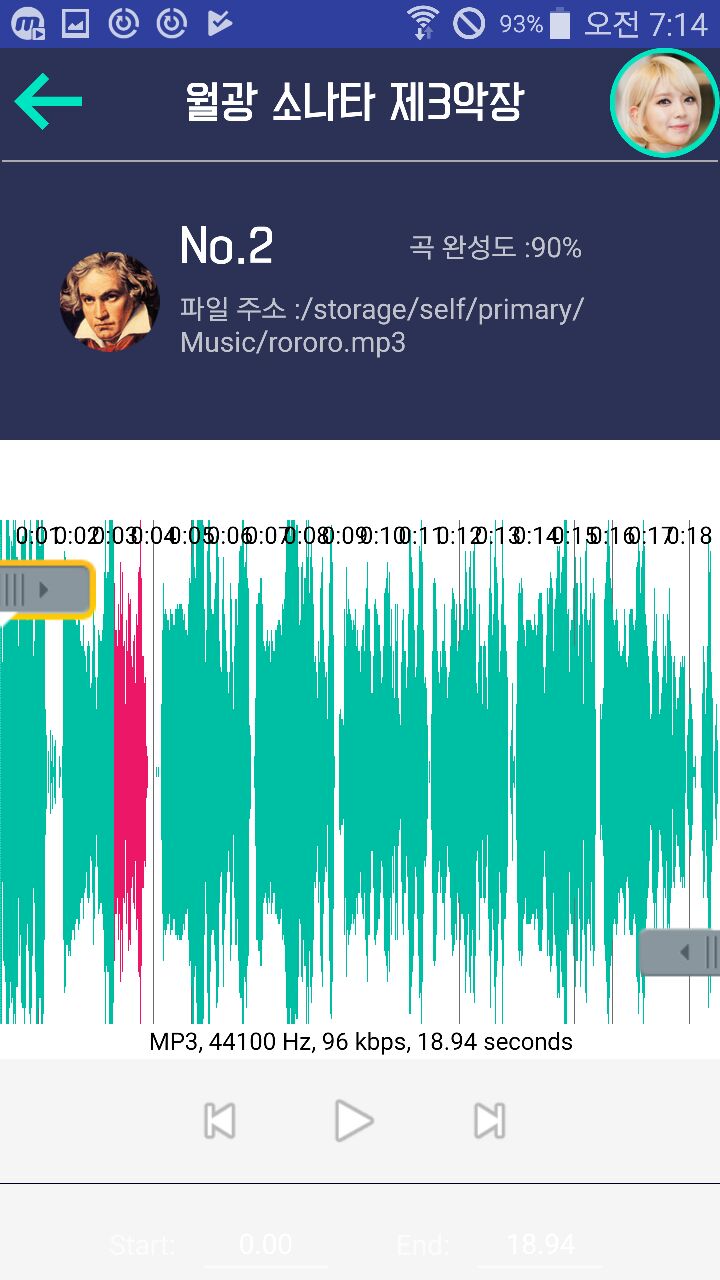 93% 오전 7:14
월광 소나타 제3악장
No.2
곡 완성도 :90%
파일 주소 :/storage/self/primary/
Music/rororo.mp3
0:01 0:02 0:03 0:04 0:05 0:06 0:07 0:08 0:09 0:10 0:11 0:12 0:13 0:14 0:15 0:16 0:17 0:18
MP3, 44100 Hz, 96 kbps, 18.94 seconds
Start: 0.00 End: 18.94